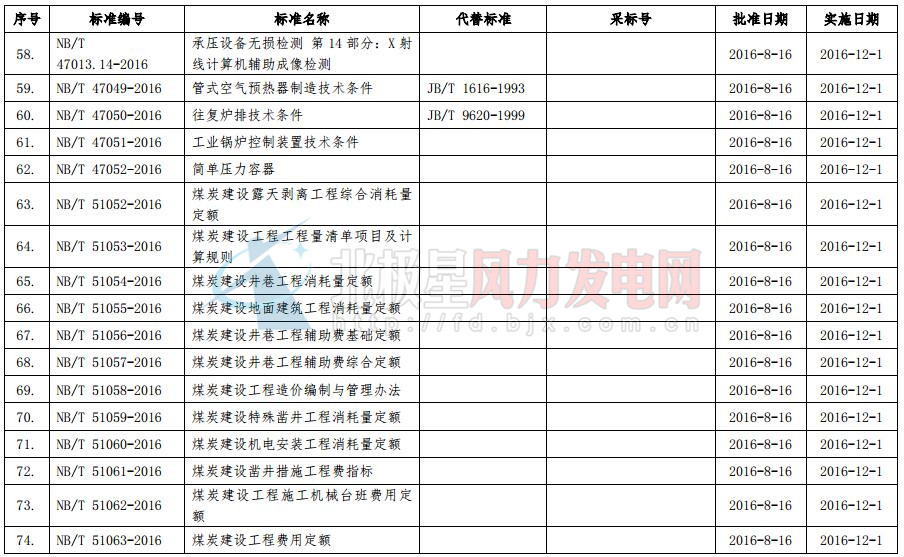 序号 标准编号 标准名称 代替标准 采标号 批准日期 实施日期
58. NB/T 47013.14-2016 承压设备无损检测 第 14 部分：X 射线计算机辅助成像检测 2016-8-16 2016-12-1
59. NB/T 47049-2016 管式空气预热器制造技术条件 JB/T 1616-1993 2016-8-16 2016-12-1
60. NB/T 47050-2016 往复炉排技术条件 JB/T 9620-1999 2016-8-16 2016-12-1
61. NB/T 47051-2016 工业锅炉控制装置技术条件 2016-8-16 2016-12-1
62. NB/T 47052-2016 简单压力容器 2016-8-16 2016-12-1
63. NB/T 51052-2016 煤炭建设露天剥离工程综合消耗量定额 2016-8-16 2016-12-1
64. NB/T 51053-2016 煤炭建设工程工程量清单项目及计算规则 2016-8-16 2016-12-1
65. NB/T 51054-2016 煤炭建设井巷工程消耗量定额 2016-8-16 2016-12-1
66. NB/T 51055-2016 煤炭建设地面建筑工程消耗量定额 2016-8-16 2016-12-1
67. NB/T 51056-2016 煤炭建设井巷工程辅助费基础定额 2016-8-16 2016-12-1
68. NB/T 51057-2016 煤炭建设井巷工程辅助费综合定额 2016-8-16 2016-12-1
69. NB/T 51058-2016 煤炭建设工程造价编制与管理办法 2016-8-16 2016-12-1
70. NB/T 51059-2016 煤炭建设特殊凿井工程消耗量定额 2016-8-16 2016-12-1
71. NB/T 51060-2016 煤炭建设机电安装工程消耗量定额 2016-8-16 2016-12-1
72. NB/T 51061-2016 煤炭建设凿井措施工程费指标 2016-8-16 2016-12-1
73. NB/T 51062-2016 煤炭建设工程施工机械台班费用定额 2016-8-16 2016-12-1
74. NB/T 51063-2016 煤炭建设工程费用定额 2016-8-16 2016-12-1
北极星风力发电网
http://fd.bjx.com.cn